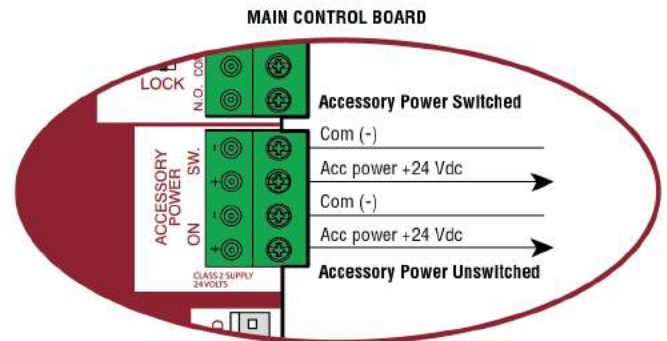 MAIN CONTROL BOARD
LOCK
N.O. COM
Accessory Power Switched
Com (-)
Acc power +24 Vdc
Com (-)
Acc power +24 Vdc
Accessory Power Unswitched
ACCESSORY
POWER
ON SW.
+ - + -
CLASS 2 SUPPLY
24 VOLTS